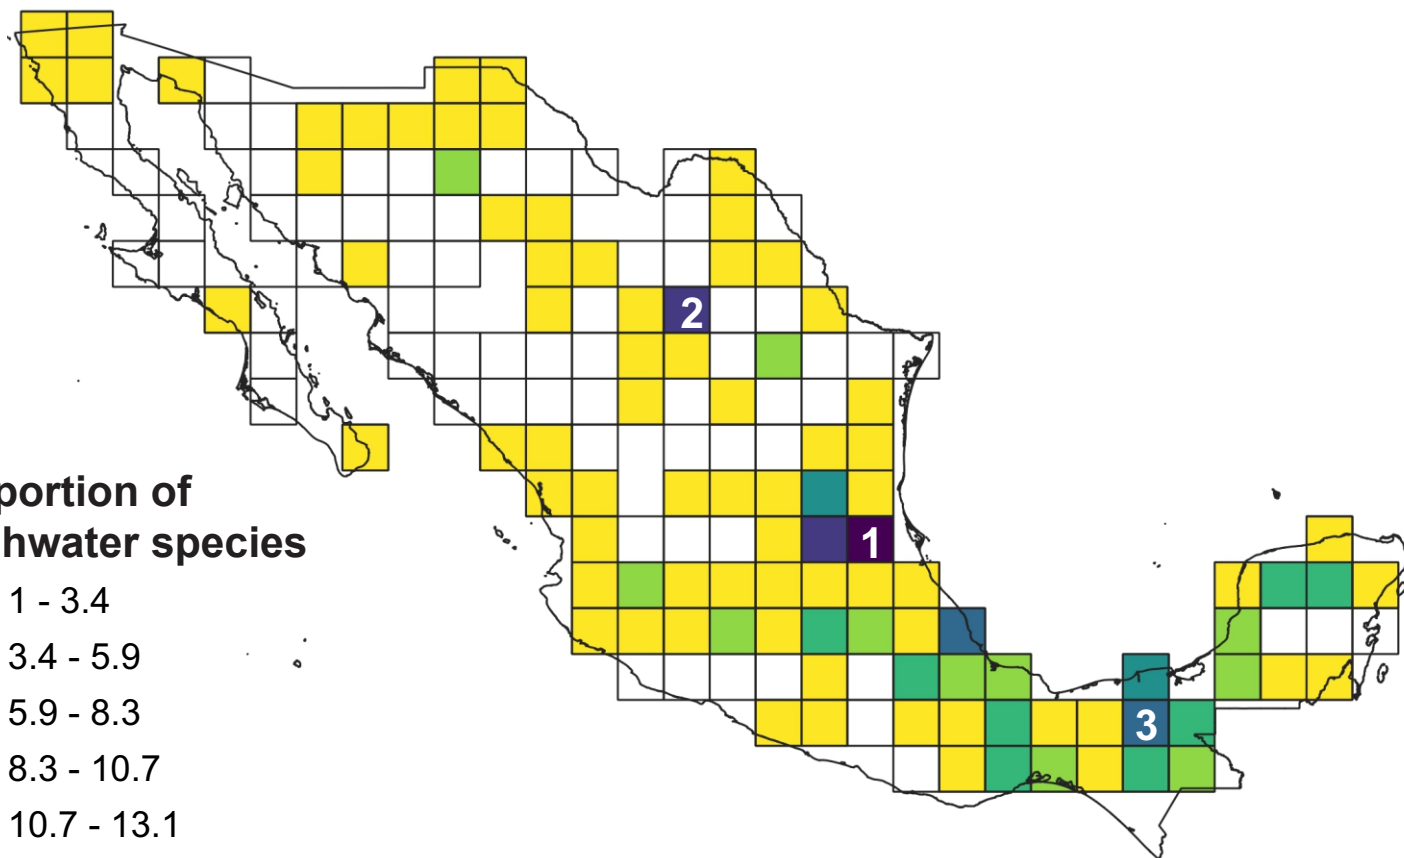 2
1
portion of
hwater species
1 - 3.4
3.4 - 5.9
5.9 - 8.3
3
8.3 - 10.7
10.7 - 13.1